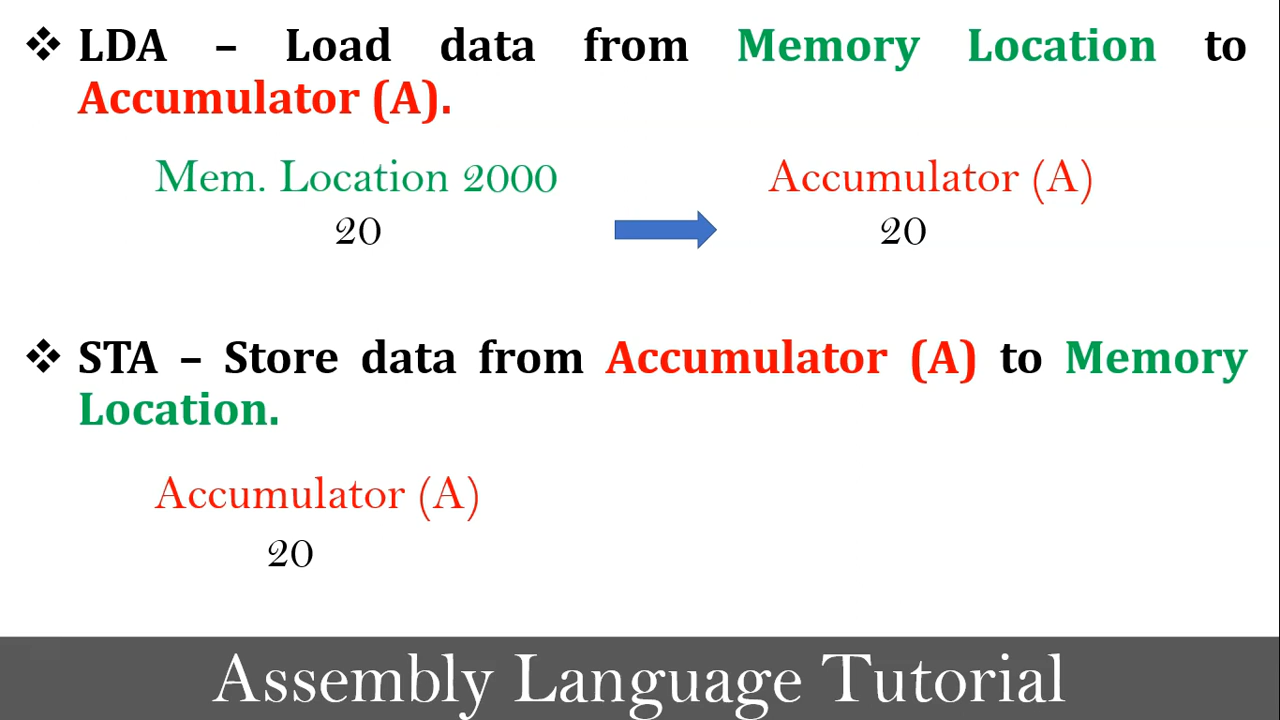 ❖ LDA – Load data from Memory Location to
Accumulator (A).
Mem. Location 2000 Accumulator (A)
20 20
❖ STA – Store data from Accumulator (A) to Memory
Location.
Accumulator (A)
20
Assembly Language Tutorial